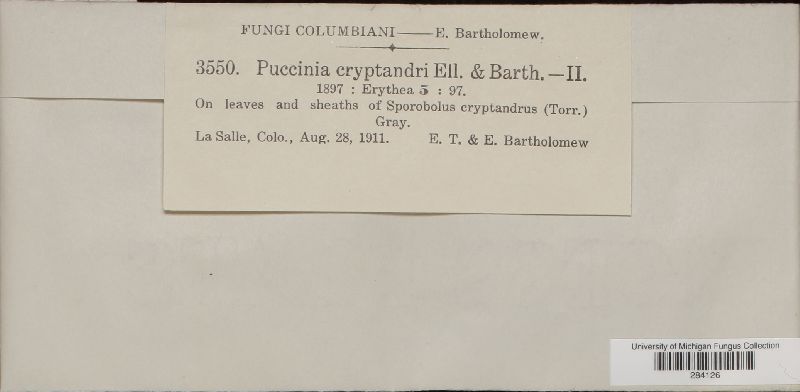 FUNGI COLUMBIANI—E. Bartholomew.
3550. Puccinia cryptandri Ell. & Barth.—II.
1897 : Erythea 5 : 97.
On leaves and sheaths of Sporobolus cryptandrus (Torr.)
Gray.
La Salle, Colo., Aug. 28, 1911. E. T. & E. Bartholomew
University of Michigan Fungus Collection
284126